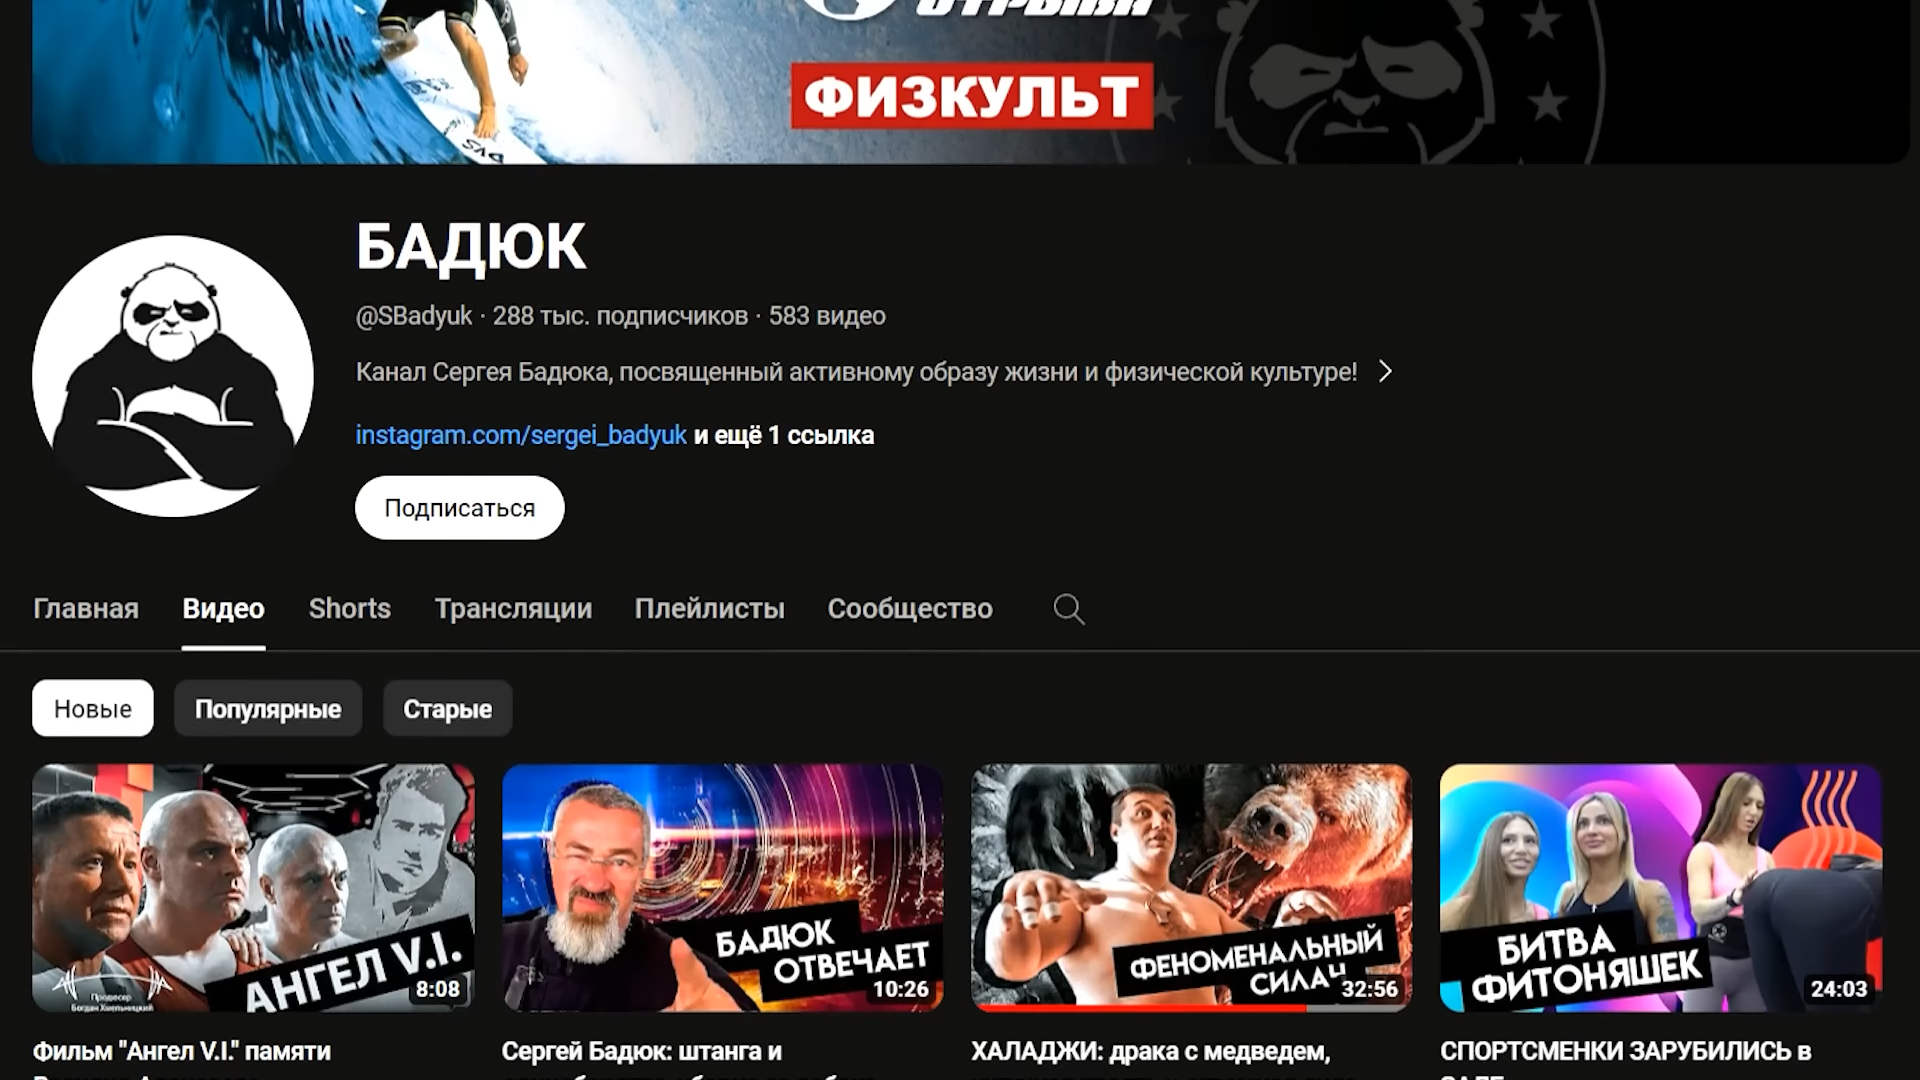 ФИЗКУЛЬТ
БАДЮК
@SBadyuk · 288 тыс. подписчиков · 583 видео
Канал Сергея Бадюка, посвященный активному образу жизни и физической культуре!
instagram.com/sergei_badyuk и ещё 1 ссылка
Подписаться
Главная Видео Shorts Трансляции Плейлисты Сообщество
Новые Популярные Старые
АНГЕЛ V.I.
Продюсер
Богдан Хмельницкий
8:08
БАДЮК
ОТВЕЧАЕТ
10:26
ФЕНОМЕНАЛЬНЫЙ
СИЛАЧ
32:56
БИТВА
ФИТОНЯШЕК
24:03
Фильм "Ангел V.I." памяти
Сергей Бадюк: штанга и
ХАЛАДЖИ: драка с медведем,
СПОРТСМЕНКИ ЗАРУБИЛИСЬ в